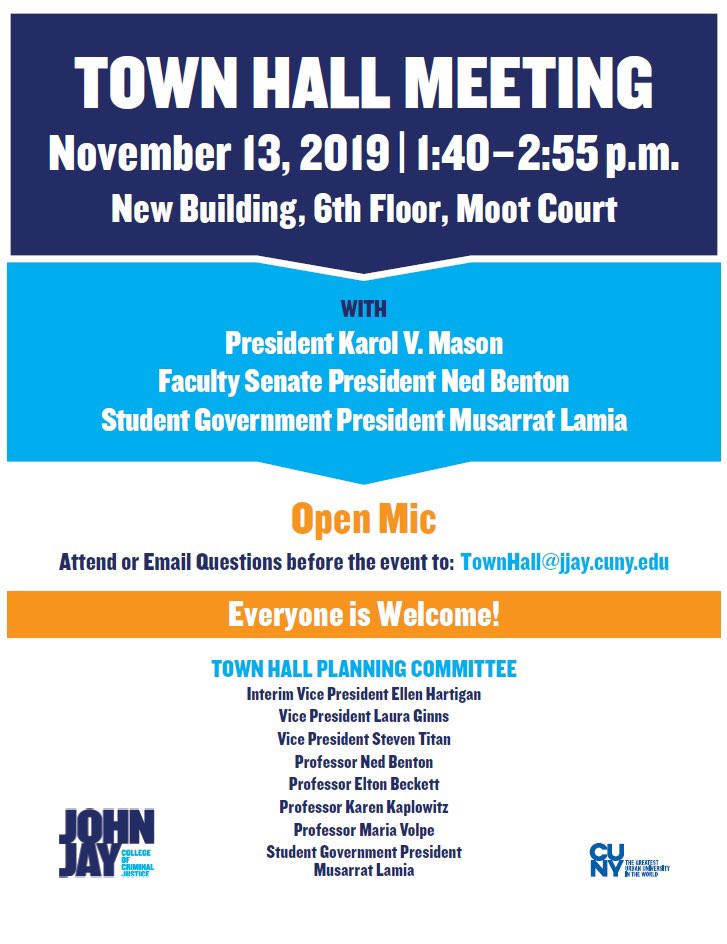 TOWN HALL MEETING
November 13, 2019 | 1:40–2:55 p.m.
New Building, 6th Floor, Moot Court
WITH
President Karol V. Mason
Faculty Senate President Ned Benton
Student Government President Musarrat Lamia
Open Mic
Attend or Email Questions before the event to: TownHall@jjay.cuny.edu
Everyone is Welcome!
TOWN HALL PLANNING COMMITTEE
Interim Vice President Ellen Hartigan
Vice President Laura Ginns
Vice President Steven Titan
Professor Ned Benton
Professor Elton Beckett
Professor Karen Kaplowitz
Professor Maria Volpe
Student Government President
Musarrat Lamia
JOHN
JAY
COLLEGE
OF
CRIMINAL
JUSTICE
CU
NY
THE GREATEST
URBAN UNIVERSITY
IN THE WORLD